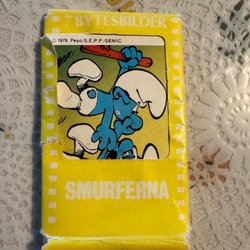 7 BYTESBILDER
© 1979, Peyo/S.E.P.P./SEMIC
SMURFERNA